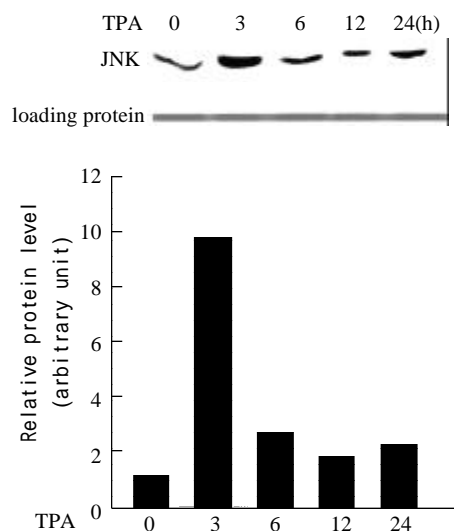 TPA 0 3 6 12 24(h)
JNK
loading protein
12
10
8
6
4
2
0
Relative protein level
(arbitrary unit)
TPA 0 3 6 12 24